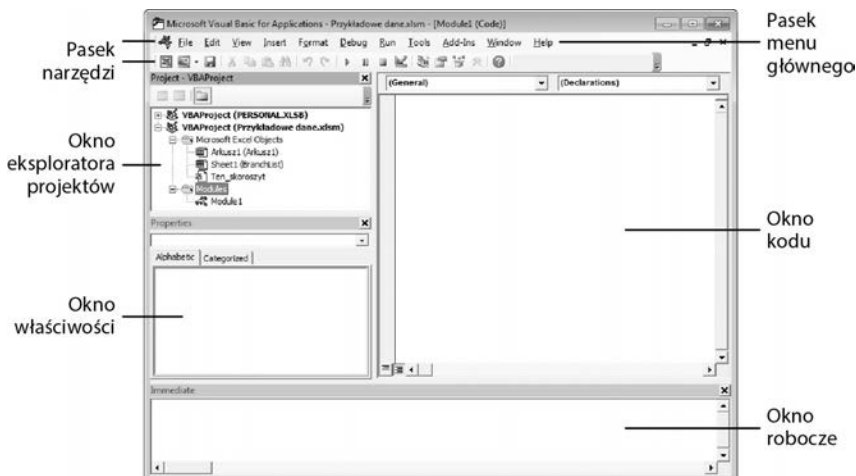 Microsoft Visual Basic for Applications - Przykładowe dane.xlsm - [Module1 (Code)]
File Edit View Insert Format Debug Run Tools Add-Ins Window Help
Pasek
menu
głównego
Pasek
narzędzi
Project - VBAProject
(General)
(Declarations)
VBAProject (PERSONAL.XLSB)
VBAProject (Przykładowe dane.xlsm)
Microsoft Excel Objects
Arkusz1 (Arkusz1)
Sheet1 (BranchList)
Ten_skoroszyt
Modules
Module1
Okno
eksploratora
projektów
Properties
Alphabetic Categorized
Okno
kodu
Okno
właściwości
Immediate
Okno
robocze